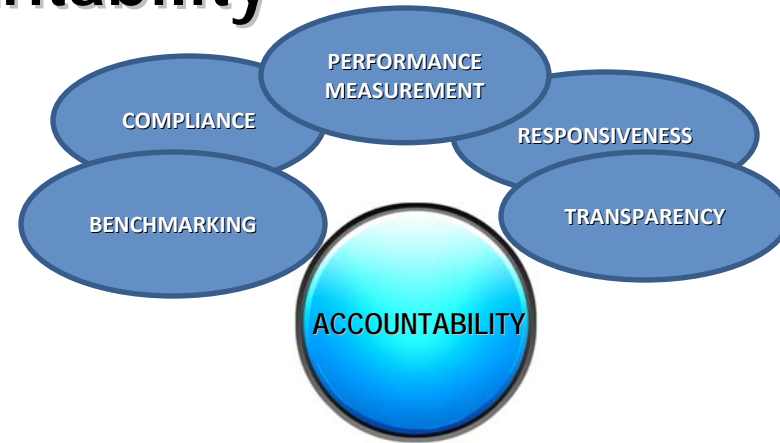 PERFORMANCE
MEASUREMENT
COMPLIANCE
RESPONSIVENESS
BENCHMARKING
TRANSPARENCY
ACCOUNTABILITY